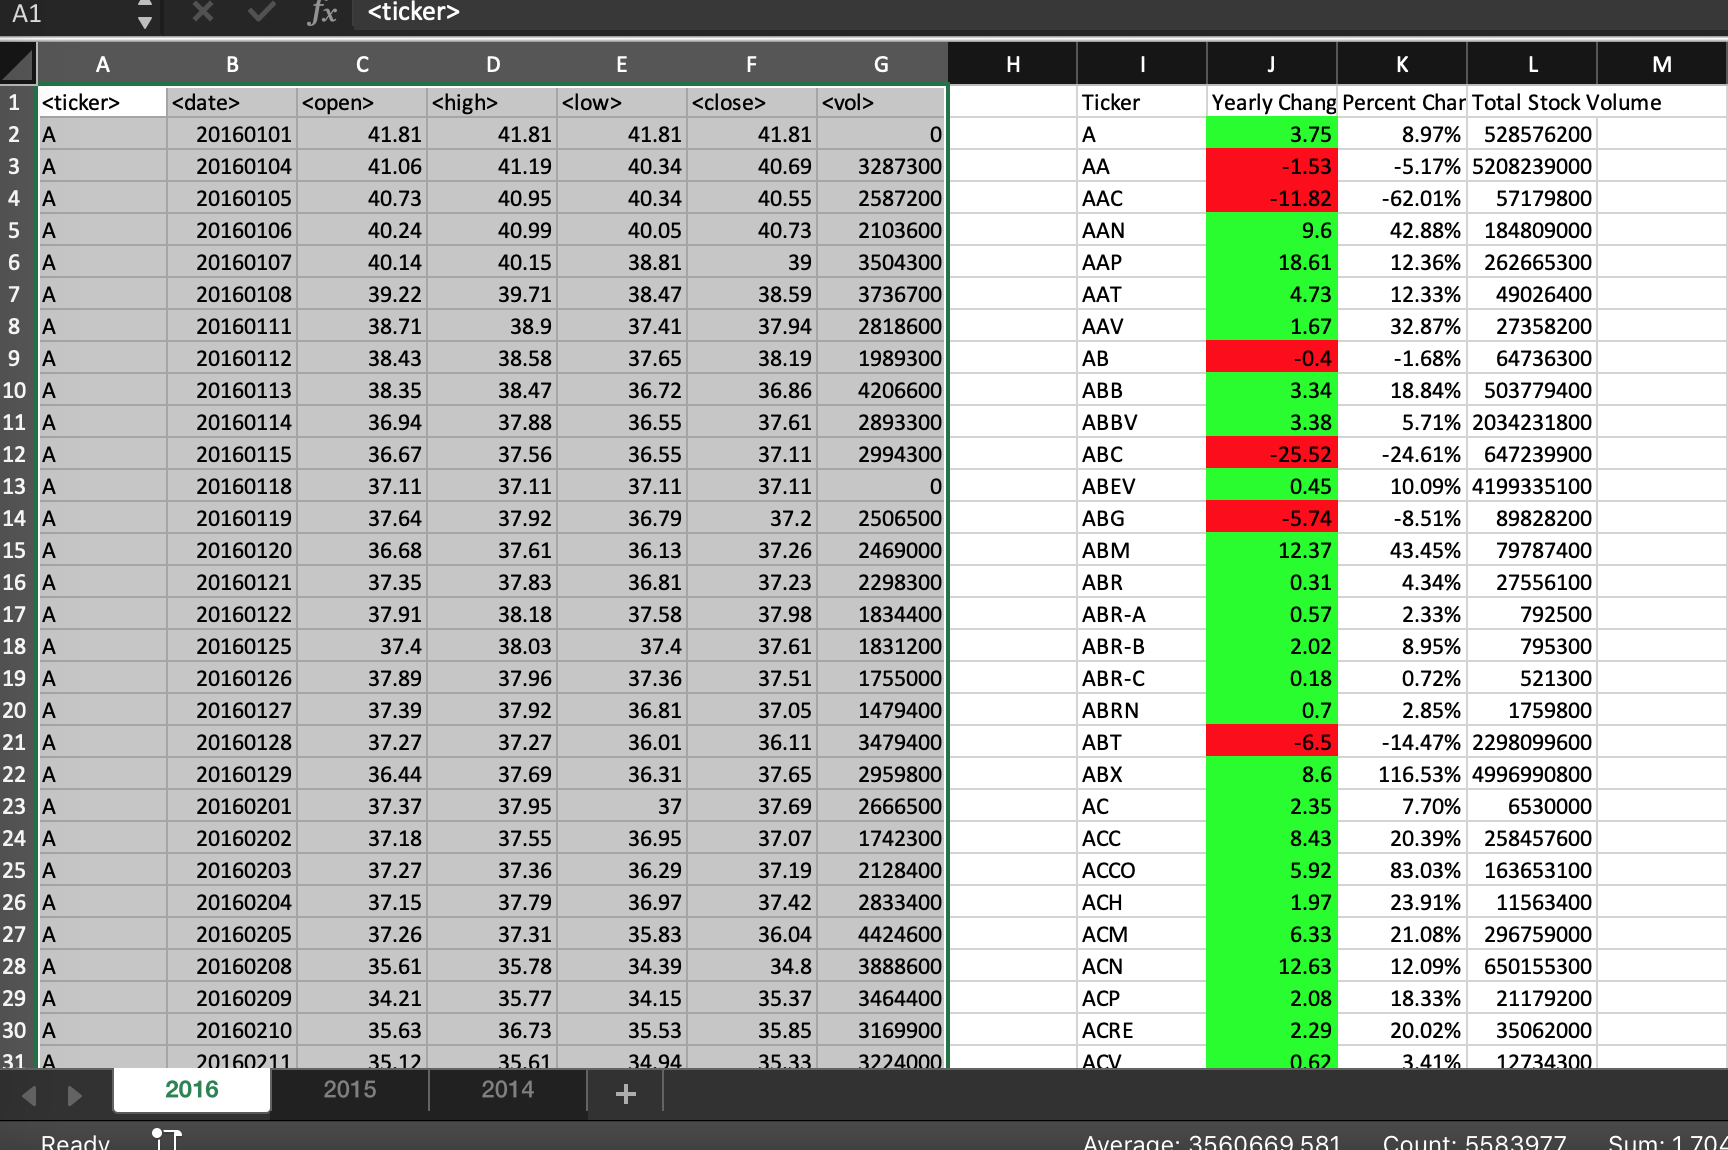 A1 fx <ticker>
A B C D E F G H I J K L M
1 <ticker> <date> <open> <high> <low> <close> <vol> Ticker Yearly Chang Percent Char Total Stock Volume
2 A 20160101 41.81 41.81 41.81 41.81 0 A 3.75 8.97% 528576200
3 A 20160104 41.06 41.19 40.34 40.69 3287300 AA -1.53 -5.17% 5208239000
4 A 20160105 40.73 40.95 40.34 40.55 2587200 AAC -11.82 -62.01% 57179800
5 A 20160106 40.24 40.99 40.05 40.73 2103600 AAN 9.6 42.88% 184809000
6 A 20160107 40.14 40.15 38.81 39 3504300 AAP 18.61 12.36% 262665300
7 A 20160108 39.22 39.71 38.47 38.59 3736700 AAT 4.73 12.33% 49026400
8 A 20160111 38.71 38.9 37.41 37.94 2818600 AAV 1.67 32.87% 27358200
9 A 20160112 38.43 38.58 37.65 38.19 1989300 AB -0.4 -1.68% 64736300
10 A 20160113 38.35 38.47 36.72 36.86 4206600 ABB 3.34 18.84% 503779400
11 A 20160114 36.94 37.88 36.55 37.61 2893300 ABBV 3.38 5.71% 2034231800
12 A 20160115 36.67 37.56 36.55 37.11 2994300 ABC -25.52 -24.61% 647239900
13 A 20160118 37.11 37.11 37.11 37.11 0 ABEV 0.45 10.09% 4199335100
14 A 20160119 37.64 37.92 36.79 37.2 2506500 ABG -5.74 -8.51% 89828200
15 A 20160120 36.68 37.61 36.13 37.26 2469000 ABM 12.37 43.45% 79787400
16 A 20160121 37.35 37.83 36.81 37.23 2298300 ABR 0.31 4.34% 27556100
17 A 20160122 37.91 38.18 37.58 37.98 1834400 ABR-A 0.57 2.33% 792500
18 A 20160125 37.4 38.03 37.4 37.61 1831200 ABR-B 2.02 8.95% 795300
19 A 20160126 37.89 37.96 37.36 37.51 1755000 ABR-C 0.18 0.72% 521300
20 A 20160127 37.39 37.92 36.81 37.05 1479400 ABRN 0.7 2.85% 1759800
21 A 20160128 37.27 37.27 36.01 36.11 3479400 ABT -6.5 -14.47% 2298099600
22 A 20160129 36.44 37.69 36.31 37.65 2959800 ABX 8.6 116.53% 4996990800
23 A 20160201 37.37 37.95 37 37.69 2666500 AC 2.35 7.70% 6530000
24 A 20160202 37.18 37.55 36.95 37.07 1742300 ACC 8.43 20.39% 258457600
25 A 20160203 37.27 37.36 36.29 37.19 2128400 ACCO 5.92 83.03% 163653100
26 A 20160204 37.15 37.79 36.97 37.42 2833400 ACH 1.97 23.91% 11563400
27 A 20160205 37.26 37.31 35.83 36.04 4424600 ACM 6.33 21.08% 296759000
28 A 20160208 35.61 35.78 34.39 34.8 3888600 ACN 12.63 12.09% 650155300
29 A 20160209 34.21 35.77 34.15 35.37 3464400 ACP 2.08 18.33% 21179200
30 A 20160210 35.63 36.73 35.53 35.85 3169900 ACRE 2.29 20.02% 35062000
31 A 20160211 35.12 35.61 34.94 35.33 3224000 ACV 0.62 3.41% 12734300
2016 2015 2014 +
Ready Average: 3560669.581 Count: 5583977 Sum: 1.704